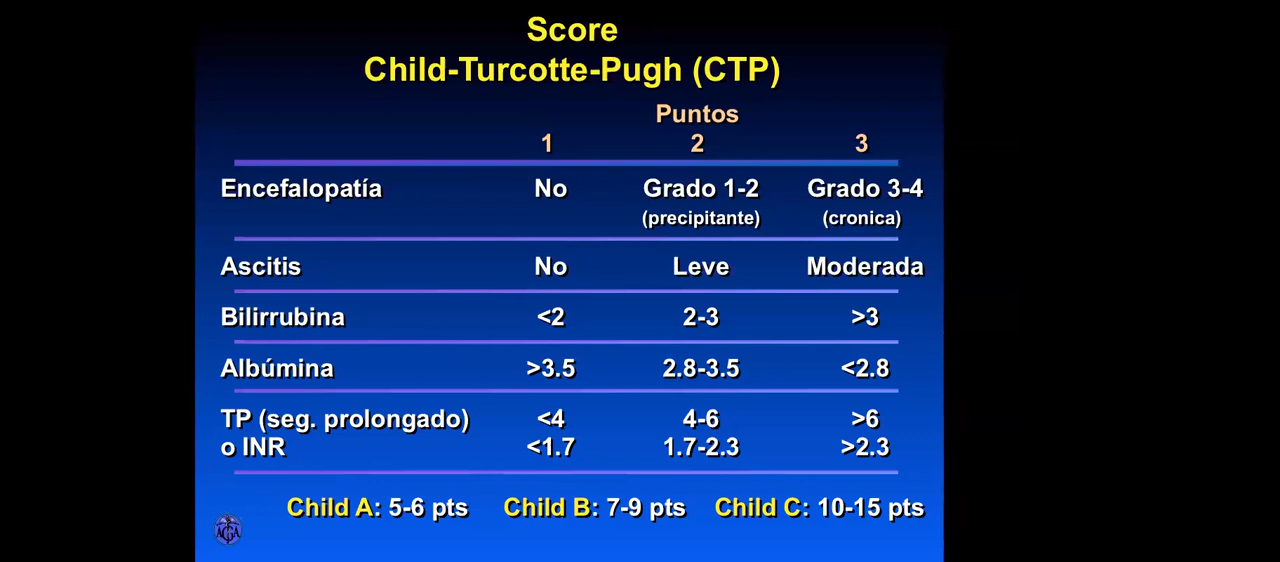 Score
Child-Turcotte-Pugh (CTP)
Puntos
1 2 3
Encefalopatía No Grado 1-2 Grado 3-4
(precipitante) (cronica)
Ascitis No Leve Moderada
Bilirrubina <2 2-3 >3
Albúmina >3.5 2.8-3.5 <2.8
TP (seg. prolongado) <4 4-6 >6
o INR <1.7 1.7-2.3 >2.3
Child A: 5-6 pts Child B: 7-9 pts Child C: 10-15 pts